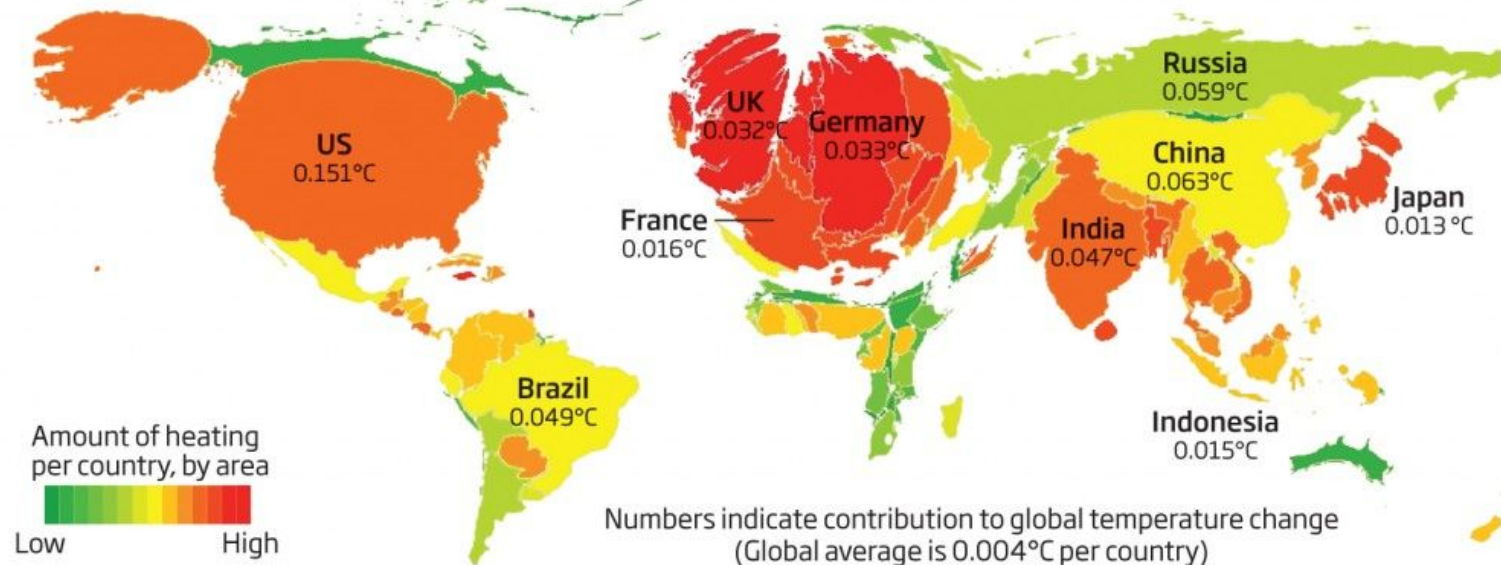 US
0.151°C
UK
0.032°C
Germany
0.033°C
France
0.016°C
Russia
0.059°C
China
0.063°C
Japan
0.013 °C
India
0.047°C
Brazil
0.049°C
Indonesia
0.015°C
Amount of heating
per country, by area
Low High
Numbers indicate contribution to global temperature change
(Global average is 0.004°C per country)